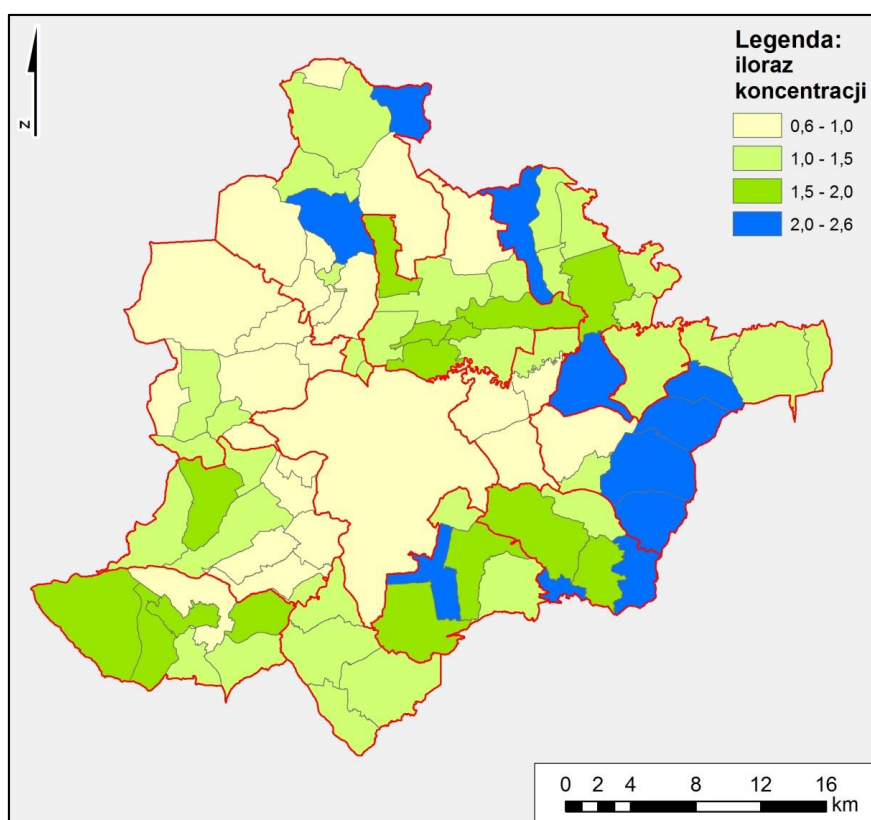 Legenda:
iloraz
koncentracji
0,6 - 1,0
1,0 - 1,5
1,5 - 2,0
2,0 - 2,6
N
0 2 4 8 12 16
km